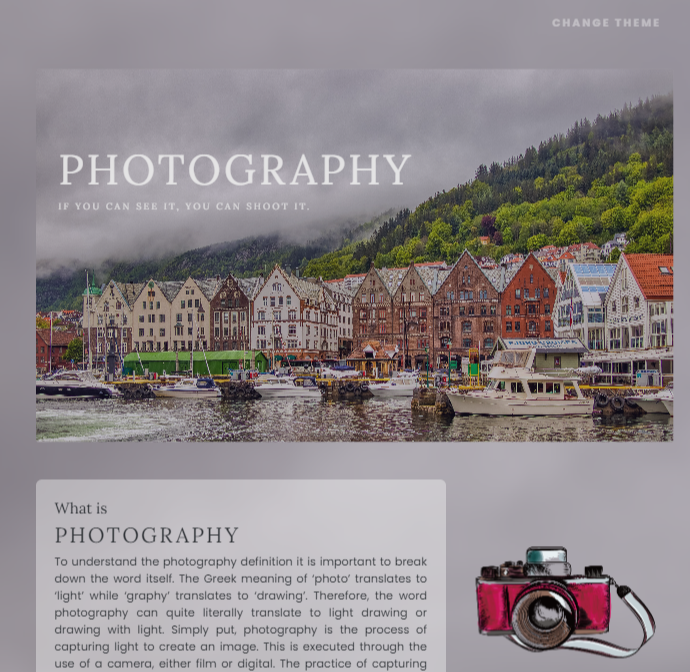 CHANGE THEME
PHOTOGRAPHY
IF YOU CAN SEE IT, YOU CAN SHOOT IT.
What is
PHOTOGRAPHY
To understand the photography definition it is important to break
down the word itself. The Greek meaning of ‘photo’ translates to
‘light’ while ‘graphy’ translates to ‘drawing’. Therefore, the word
photography can quite literally translate to light drawing or
drawing with light. Simply put, photography is the process of
capturing light to create an image. This is executed through the
use of a camera, either film or digital. The practice of capturing